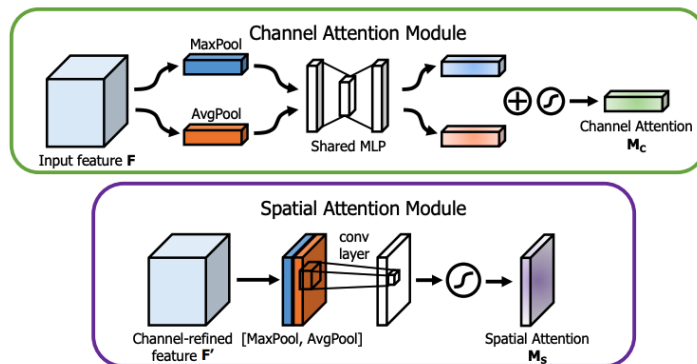 Channel Attention Module
MaxPool
AvgPool
Input feature F
Shared MLP
Channel Attention
Mc
Spatial Attention Module
conv
layer
Channel-refined
feature F'
[MaxPool, AvgPool]
Spatial Attention
Ms